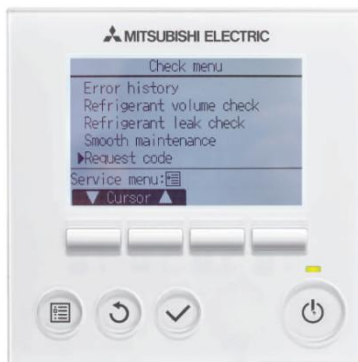 MITSUBISHI ELECTRIC
Check menu
Error history
Refrigerant volume check
Refrigerant leak check
Smooth maintenance
▶Request code
Service menu:
▼ Cursor ▲